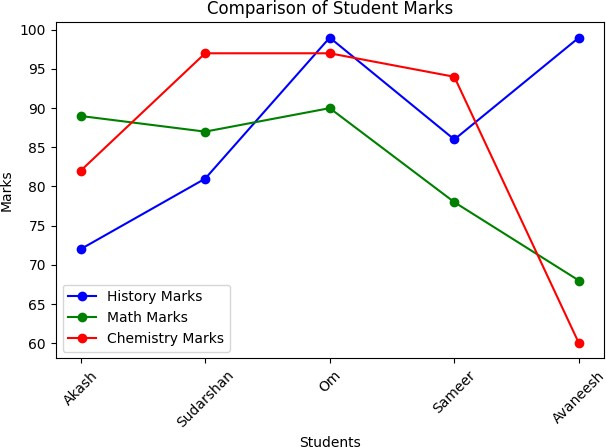 Comparison of Student Marks
Marks
100
95
90
85
80
75
70
65
60
History Marks
Math Marks
Chemistry Marks
Akash
Sudarshan
Om
Sameer
Avaneesh
Students